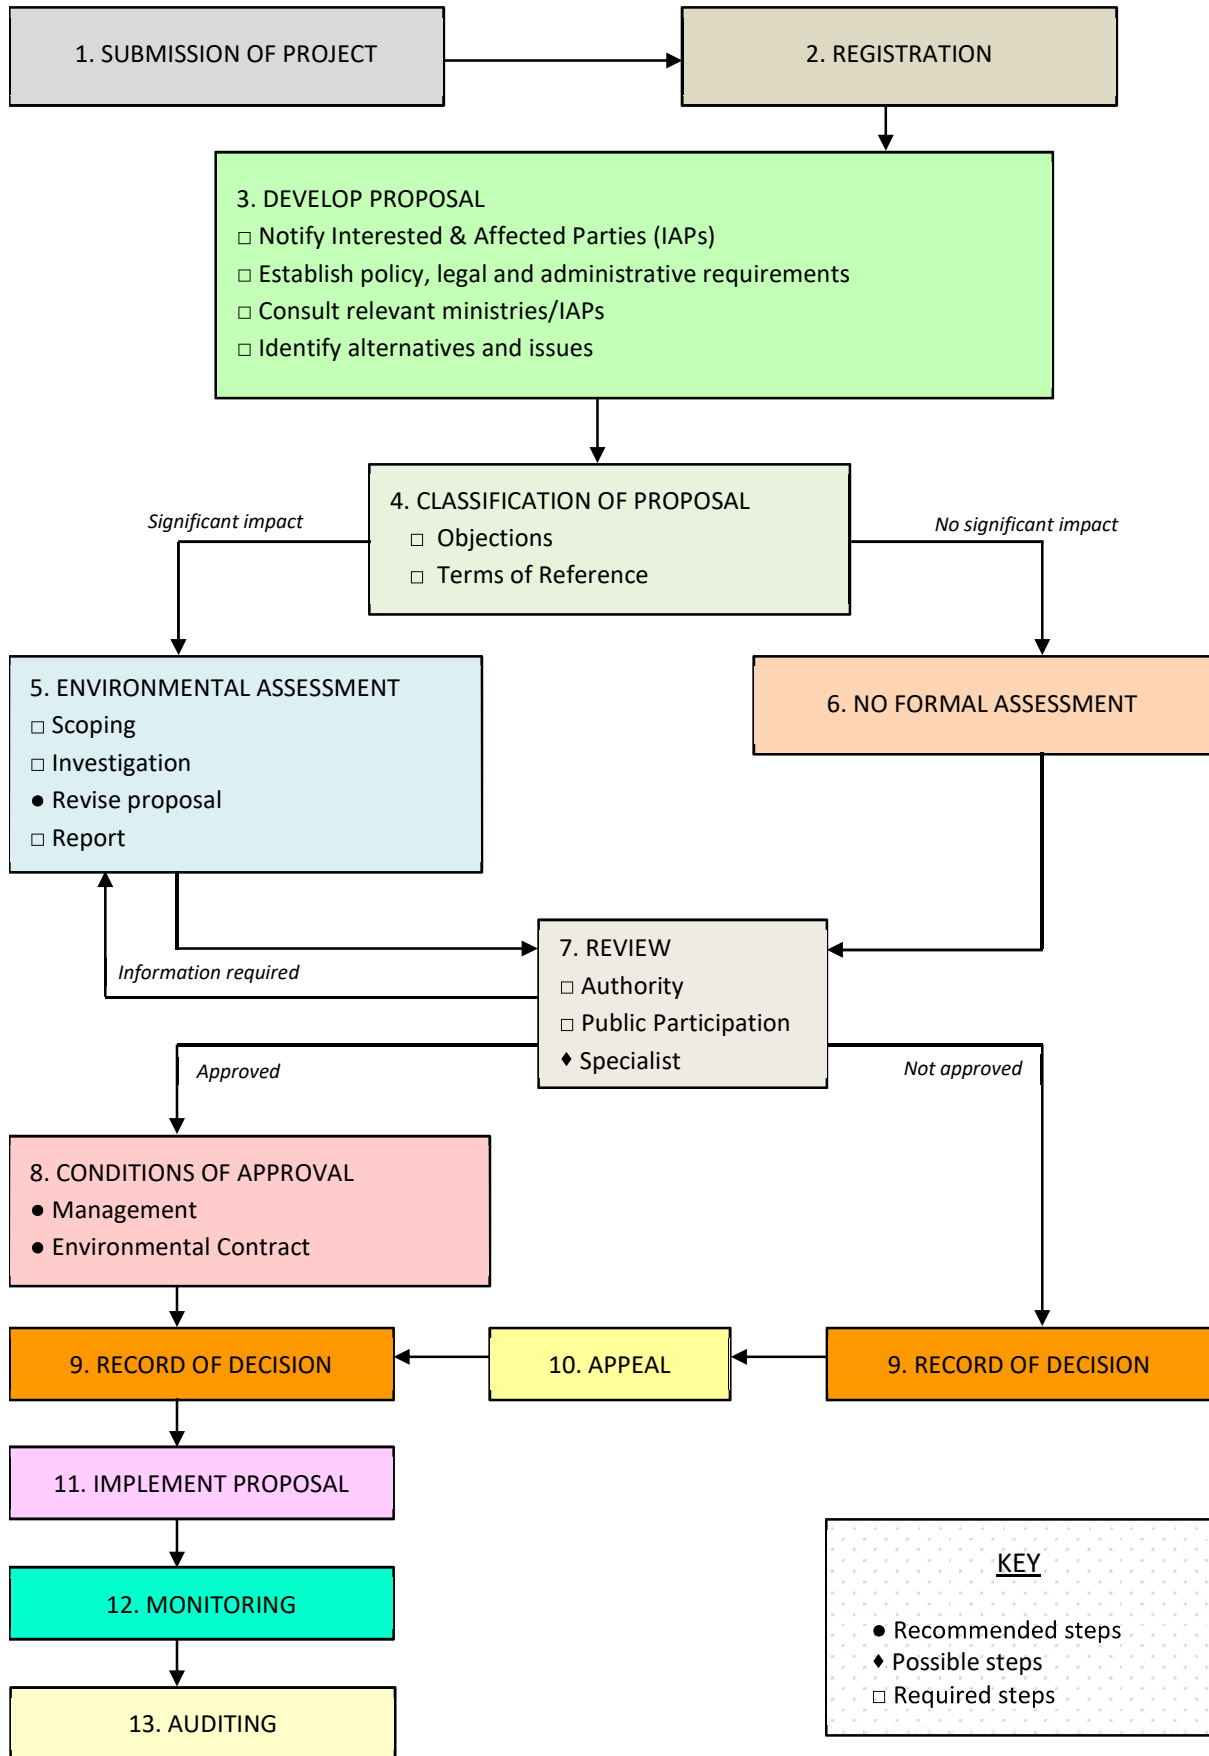 1. SUBMISSION OF PROJECT
2. REGISTRATION
3. DEVELOP PROPOSAL
□ Notify Interested & Affected Parties (IAPs)
□ Establish policy, legal and administrative requirements
□ Consult relevant ministries/IAPs
□ Identify alternatives and issues
4. CLASSIFICATION OF PROPOSAL
□ Objections
□ Terms of Reference
Significant impact
No significant impact
5. ENVIRONMENTAL ASSESSMENT
□ Scoping
□ Investigation
● Revise proposal
□ Report
6. NO FORMAL ASSESSMENT
7. REVIEW
□ Authority
□ Public Participation
♦ Specialist
Information required
Approved
Not approved
8. CONDITIONS OF APPROVAL
● Management
● Environmental Contract
9. RECORD OF DECISION
10. APPEAL
9. RECORD OF DECISION
11. IMPLEMENT PROPOSAL
12. MONITORING
13. AUDITING
KEY
● Recommended steps
♦ Possible steps
□ Required steps